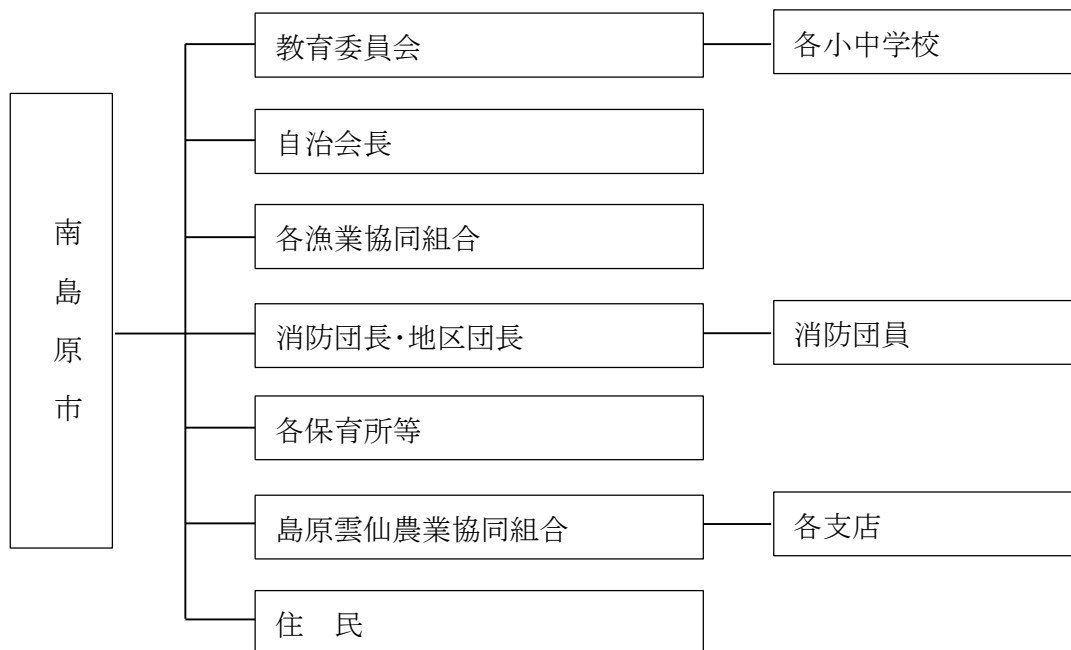 南島原市
教育委員会
各小中学校
自治会長
各漁業協同組合
消防団長・地区団長
消防団員
各保育所等
島原雲仙農業協同組合
各支店
住　民